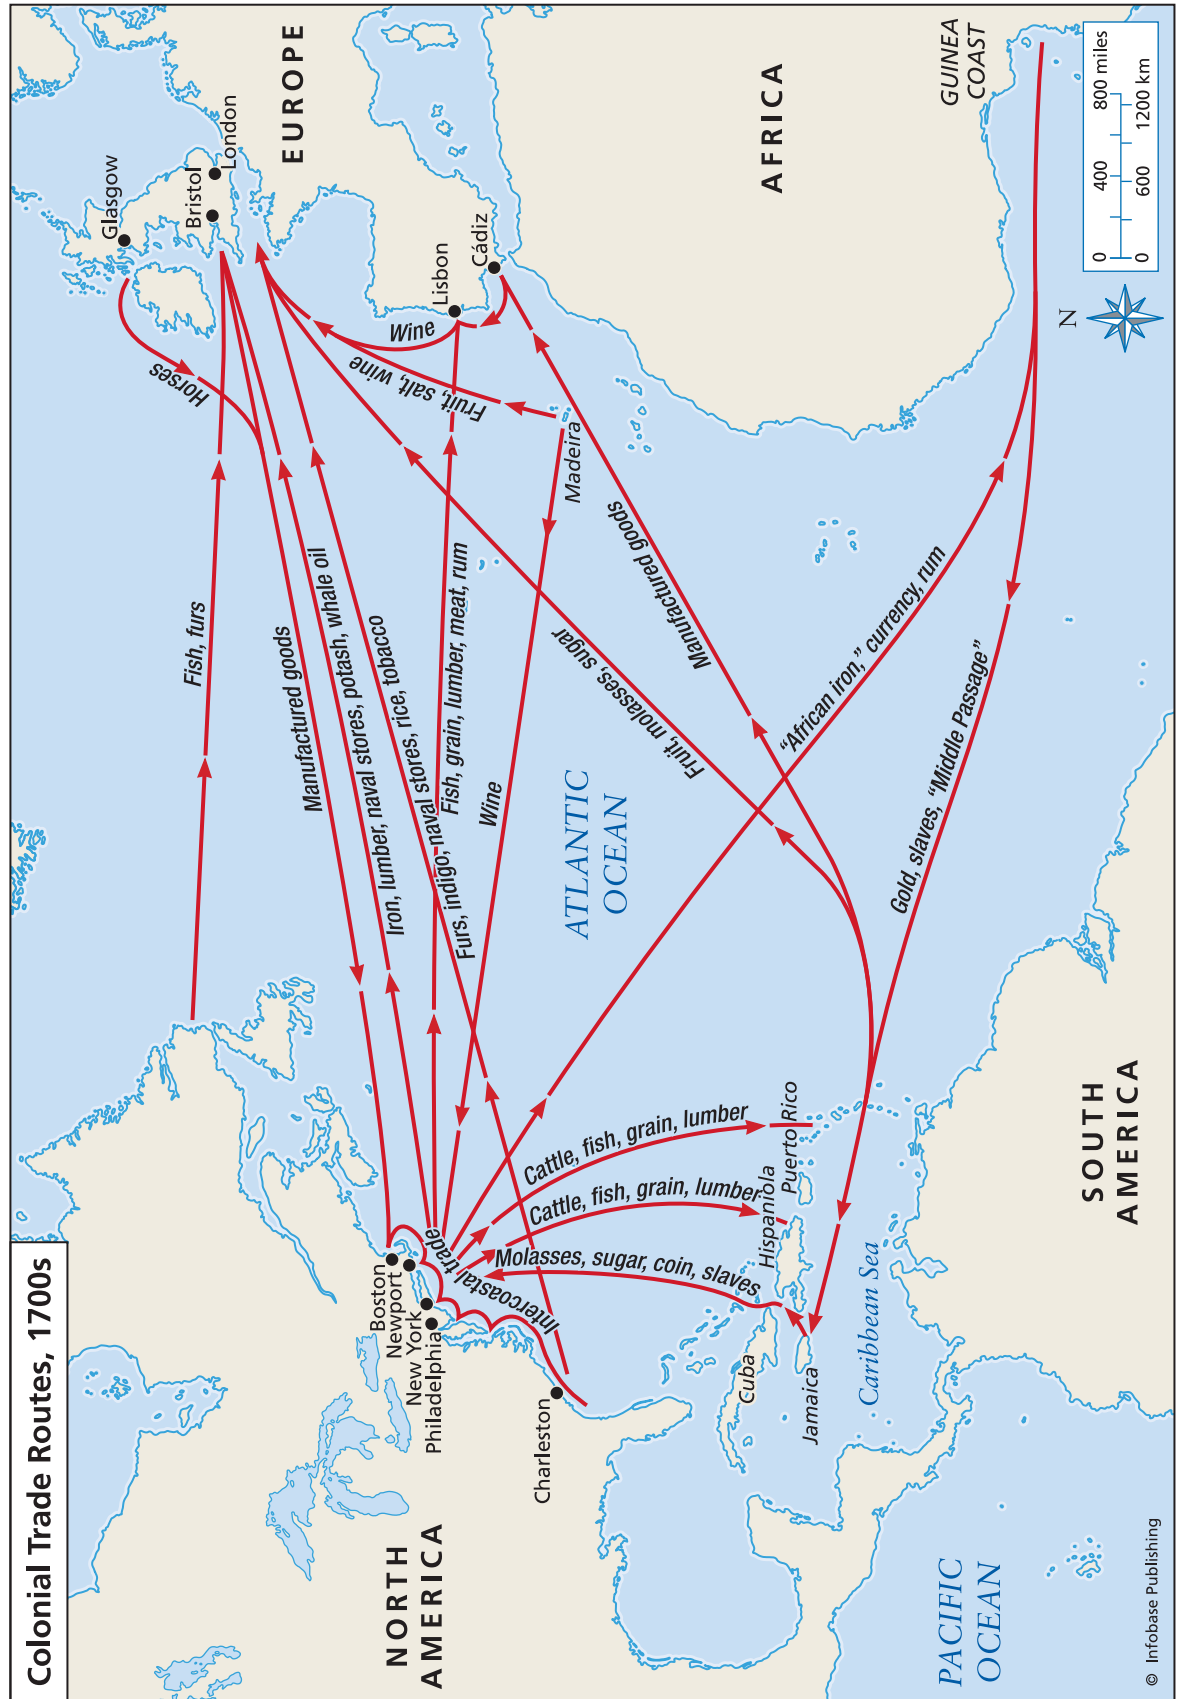 Colonial Trade Routes, 1700s
EUROPE
Glasgow
Bristol
London
Lisbon
Cádiz
AFRICA
GUINEA
COAST
Madeira
Horses
Wine
Fruit, salt, wine
Fish, furs
Manufactured goods
Iron, lumber, naval stores, potash, whale oil
Furs, indigo, naval stores, rice, tobacco
Fish, grain, lumber, meat, rum
Wine
Fruit, molasses, sugar
Manufactured goods
“African iron,” currency, rum
Gold, slaves, “Middle Passage”
ATLANTIC
OCEAN
Cattle, fish, grain, lumber
Cattle, fish, grain, lumber
Molasses, sugar, coin, slaves
Intercoastal trade
Boston
Newport
New York
Philadelphia
Charleston
NORTH
AMERICA
Cuba
Jamaica
Hispaniola
Puerto Rico
Caribbean Sea
SOUTH
AMERICA
PACIFIC
OCEAN
N
0 400 800 miles
0 600 1200 km
© Infobase Publishing